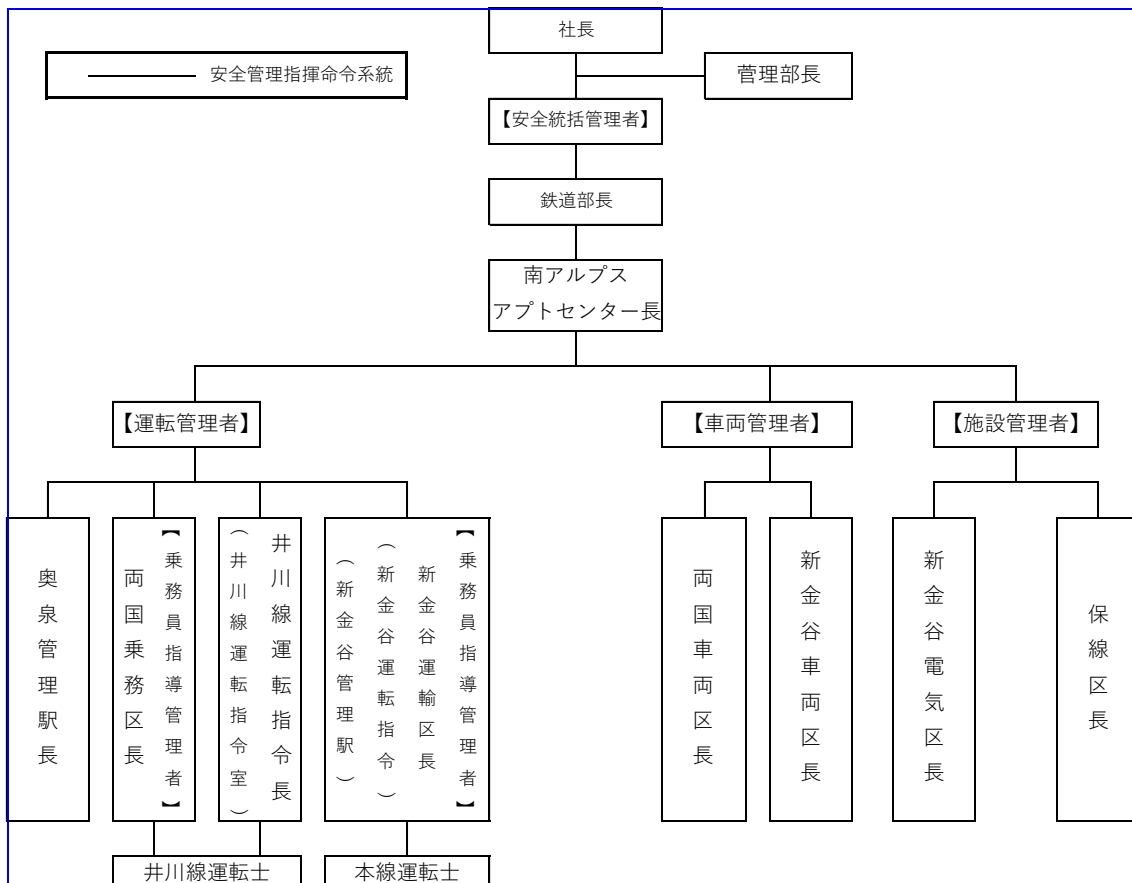 社長
安全管理指揮命令系統
管理部長
【安全統括管理者】
鉄道部長
南アルプス
アプトセンター長
【運転管理者】
【車両管理者】
【施設管理者】
奥泉管理駅長
【乗務員指導管理者】
両国乗務区長
井川線運転指令長
（井川線運転指令室）
【乗務員指導管理者】
新金谷運輸区長
（新金谷運転指令）
（新金谷管理駅）
両国車両区長
新金谷車両区長
新金谷電気区長
保線区長
井川線運転士
本線運転士